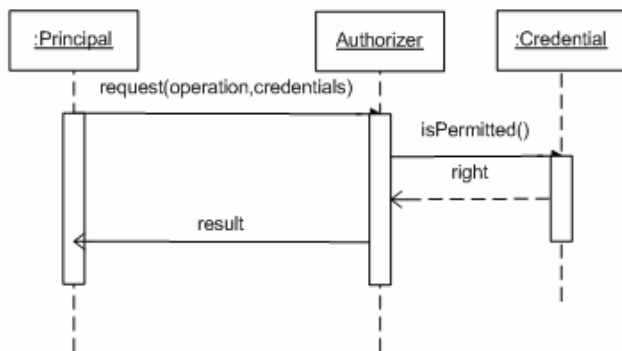 :Principal
Authorizer
:Credential
request(operation,credentials)
isPermitted()
right
result